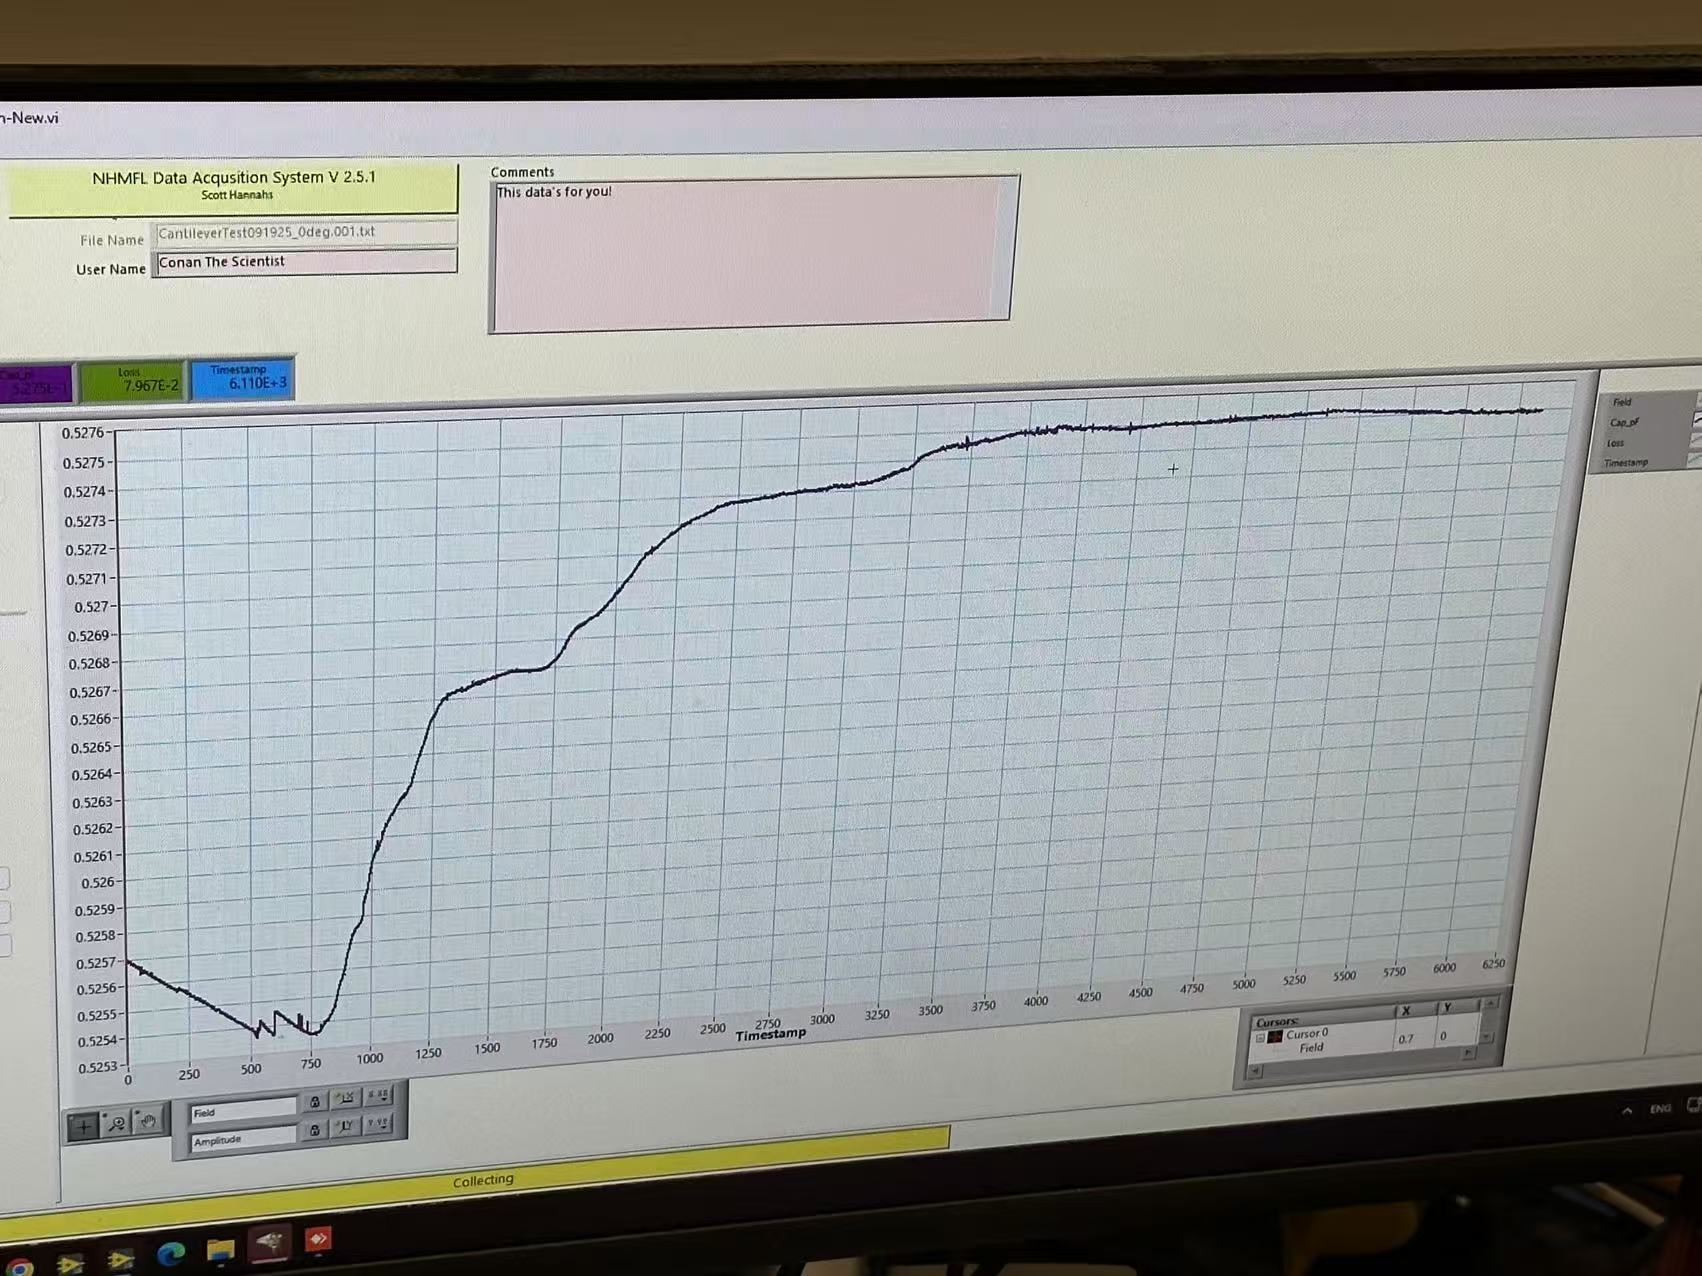 n-New.vi
NHMFL Data Acqusition System V 2.5.1
Scott Hannahs
File Name
CantileverTest091925_0deg.001.txt
User Name
Conan The Scientist
Comments
This data's for you!
Loss
7.967E-2
Timestamp
6.110E+3
Field
Cap_pF
Loss
Timestamp
0.5276
0.5275
0.5274
0.5273
0.5272
0.5271
0.527
0.5269
0.5268
0.5267
0.5266
0.5265
0.5264
0.5263
0.5262
0.5261
0.526
0.5259
0.5258
0.5257
0.5256
0.5255
0.5254
0.5253
0 250 500 750 1000 1250 1500 1750 2000 2250 2500 2750 3000 3250 3500 3750 4000 4250 4500 4750 5000 5250 5500 5750 6000 6250
Timestamp
Cursors: X Y
Cursor 0 0.7 0
Field
Field
Amplitude
Collecting
ENG